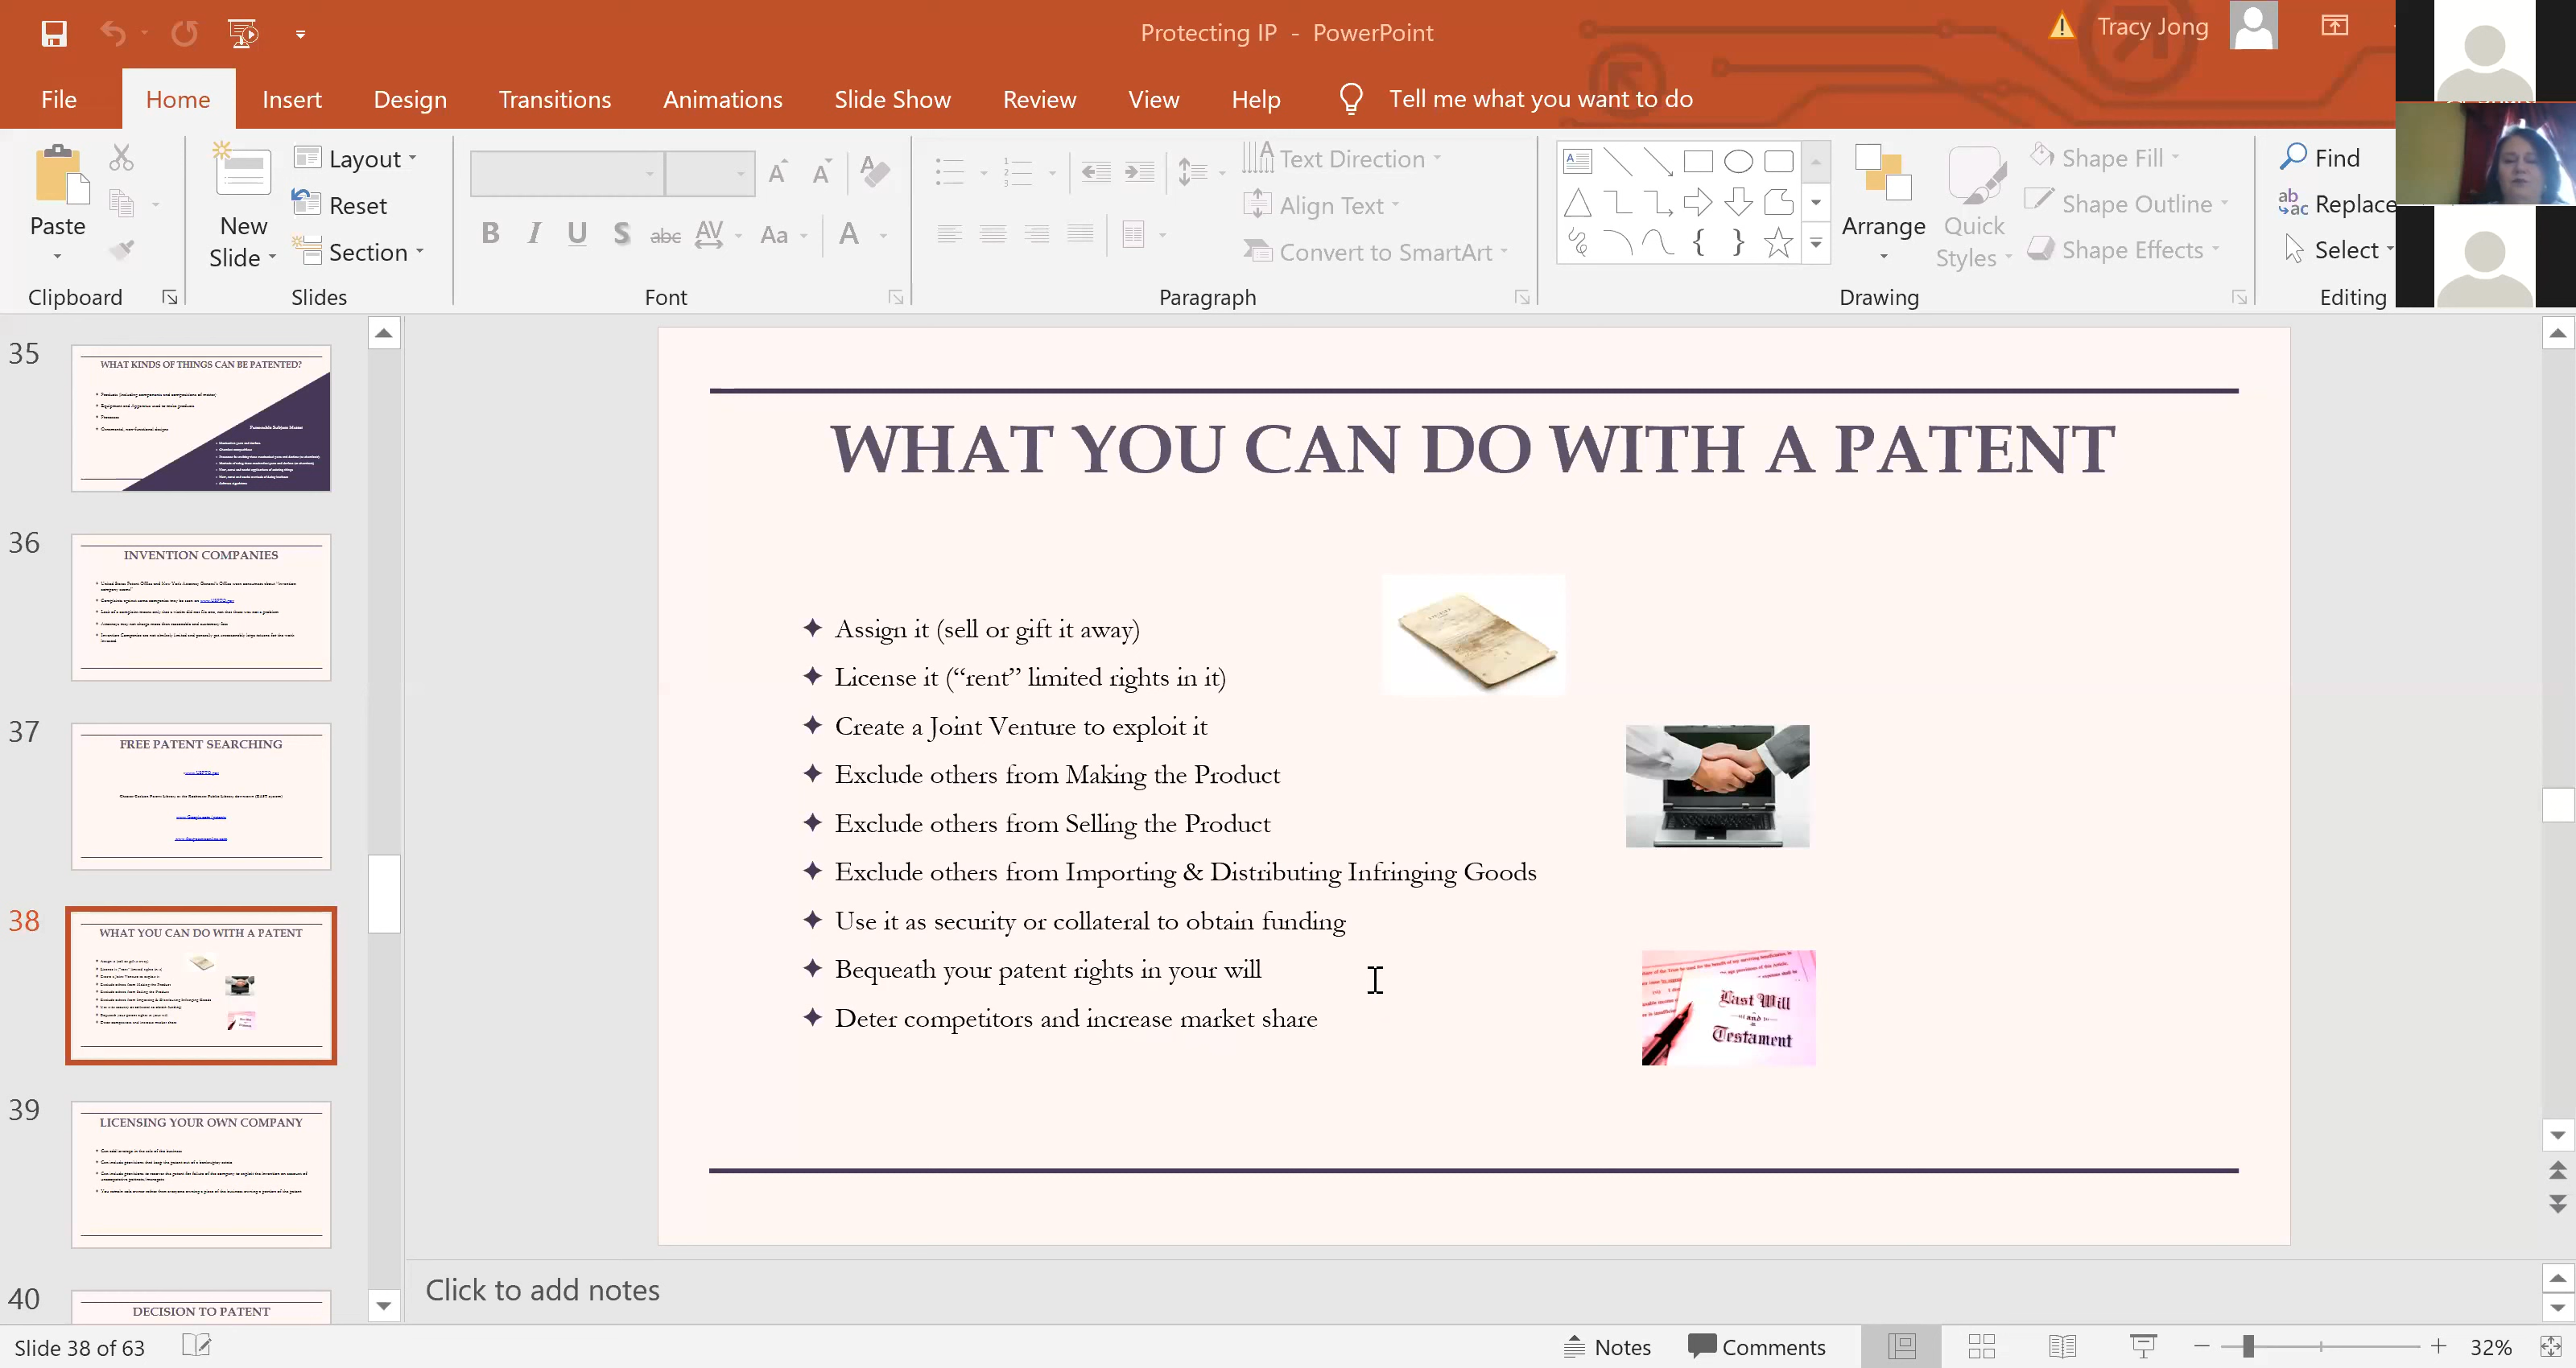 Protecting IP - PowerPoint
Tracy Jong
File Home Insert Design Transitions Animations Slide Show Review View Help Tell me what you want to do
Paste
Clipboard
New Slide
Layout
Reset
Section
Slides
Font
Text Direction
Align Text
Convert to SmartArt
Paragraph
Arrange
Quick Styles
Shape Fill
Shape Outline
Shape Effects
Drawing
Find
Replace
Select
Editing
35
WHAT KINDS OF THINGS CAN BE PATENTED?
36
INVENTION COMPANIES
37
FREE PATENT SEARCHING
38
WHAT YOU CAN DO WITH A PATENT
39
LICENSING YOUR OWN COMPANY
40
DECISION TO PATENT
WHAT YOU CAN DO WITH A PATENT
Assign it (sell or gift it away)
License it (“rent” limited rights in it)
Create a Joint Venture to exploit it
Exclude others from Making the Product
Exclude others from Selling the Product
Exclude others from Importing & Distributing Infringing Goods
Use it as security or collateral to obtain funding
Bequeath your patent rights in your will
Deter competitors and increase market share
Last Will
and
Testament
Click to add notes
Slide 38 of 63
Notes
Comments
32%